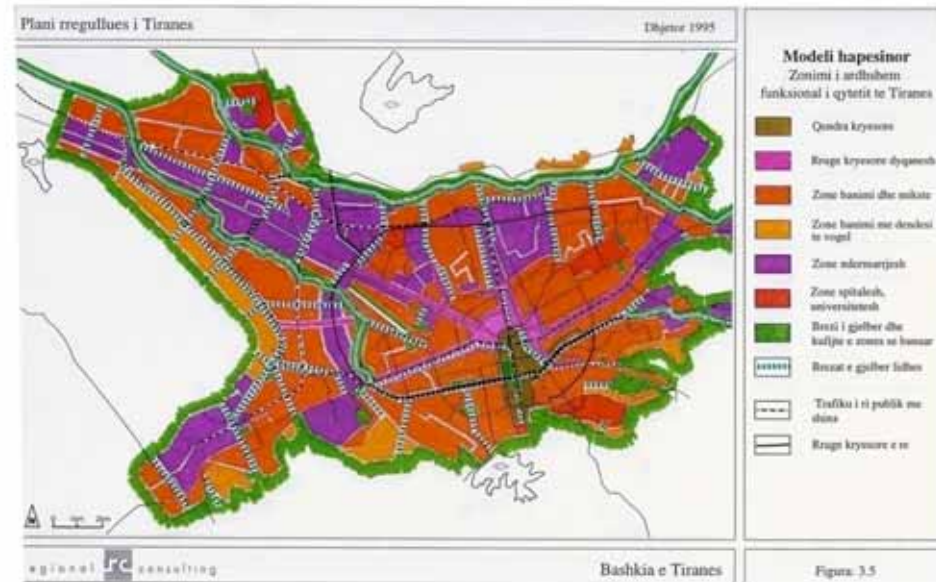 Plani rregullues i Tiranes
Dhjetor 1995
Modeli hapesinor
Zonimi i ardhshem
funksional i qytetit te Tiranes
Qendra kryesore
Rruge kryesore dyqanesh
Zone banimi dhe mikste
Zone banimi me dendesi
te vogel
Zone ndermarrjesh
Zone spitalesh,
universitetesh
Brezi i gjelber dhe
kufijte e zones se banuar
Brezat e gjelber lidhes
Trafiku i ri publik me
shina
Rruge kryesore e re
egional rc consulting
Bashkia e Tiranes
Figura: 3.5